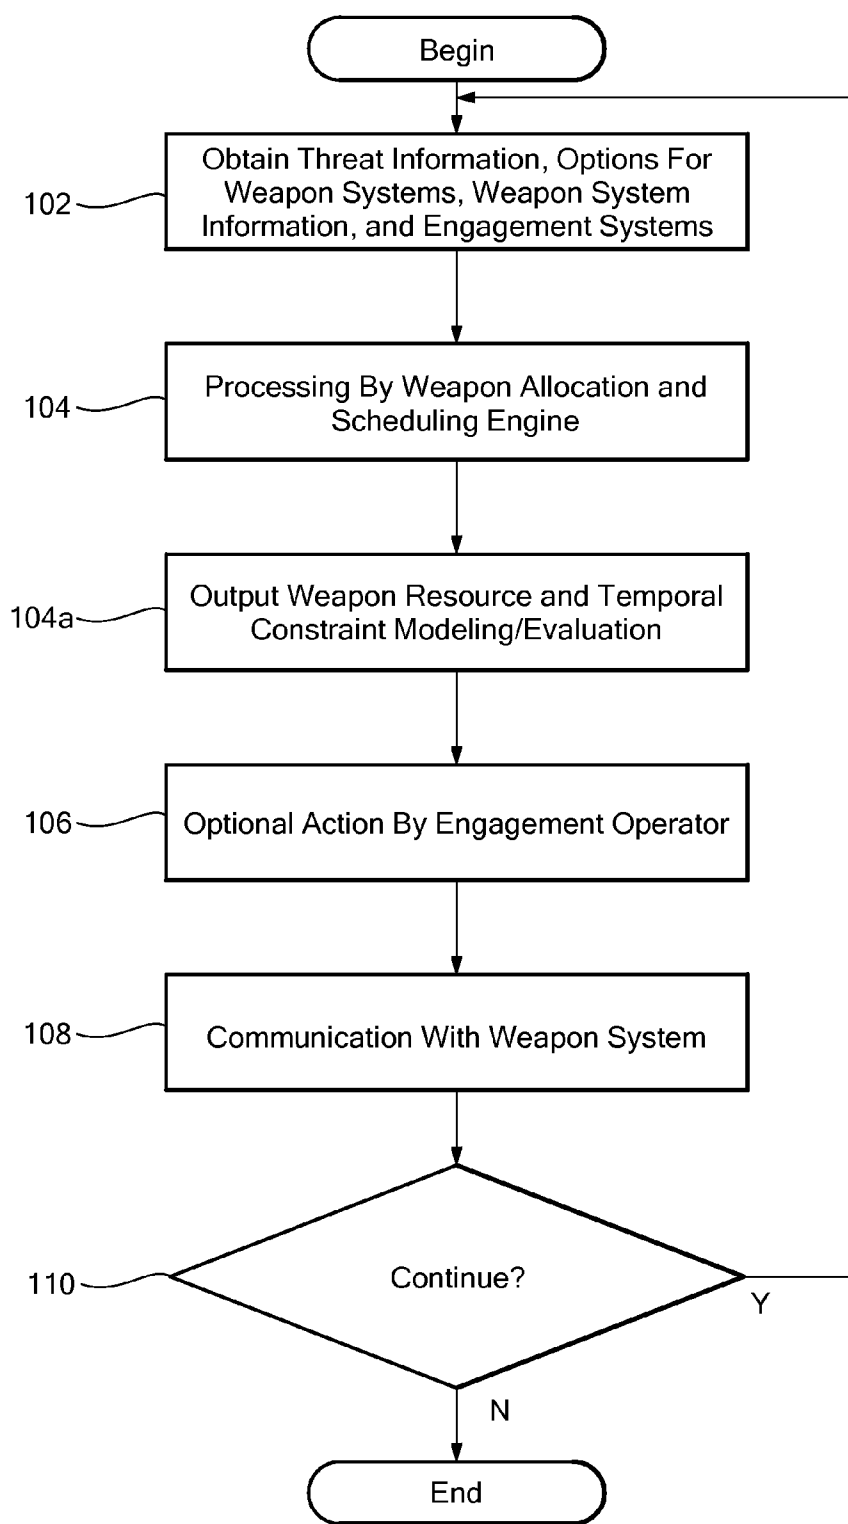 Begin
102
Obtain Threat Information, Options For
Weapon Systems, Weapon System
Information, and Engagement Systems
104
Processing By Weapon Allocation and
Scheduling Engine
104a
Output Weapon Resource and Temporal
Constraint Modeling/Evaluation
106
Optional Action By Engagement Operator
108
Communication With Weapon System
110
Continue?
Y
N
End